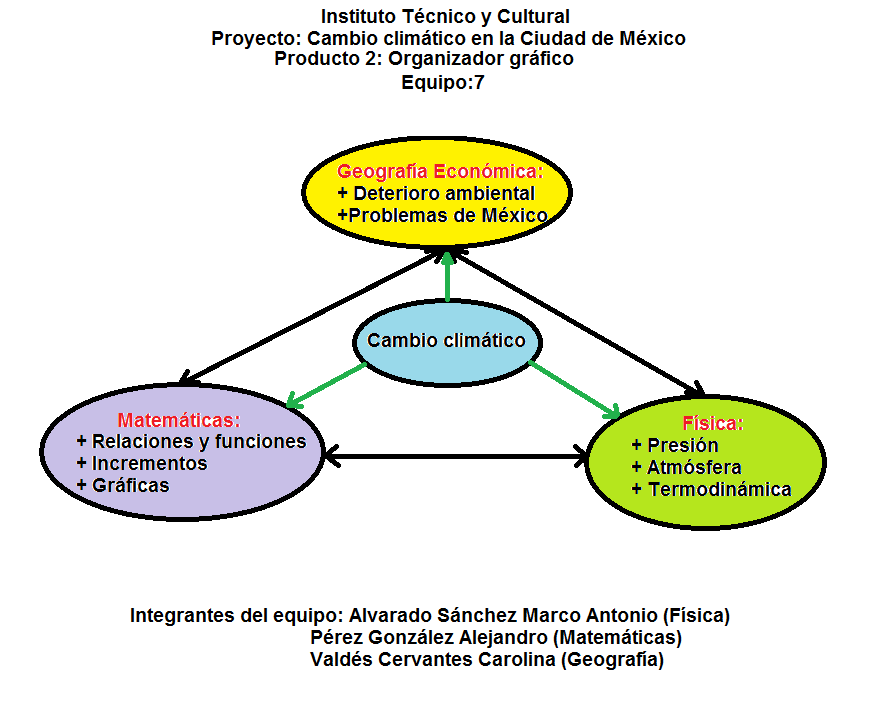 Instituto Técnico y Cultural
Proyecto: Cambio climático en la Ciudad de México
Producto 2: Organizador gráfico
Equipo:7
Geografía Económica:
+ Deterioro ambiental
+Problemas de México
Cambio climático
Matemáticas:
+ Relaciones y funciones
+ Incrementos
+ Gráficas
Física:
+ Presión
+ Atmósfera
+ Termodinámica
Integrantes del equipo: Alvarado Sánchez Marco Antonio (Física)
Pérez González Alejandro (Matemáticas)
Valdés Cervantes Carolina (Geografía)